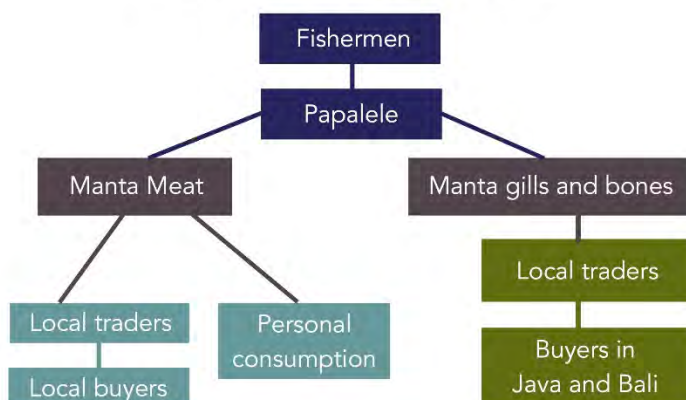 Fishermen
Papalele
Manta Meat
Manta gills and bones
Local traders
Local buyers
Personal
consumption
Local traders
Buyers in
Java and Bali